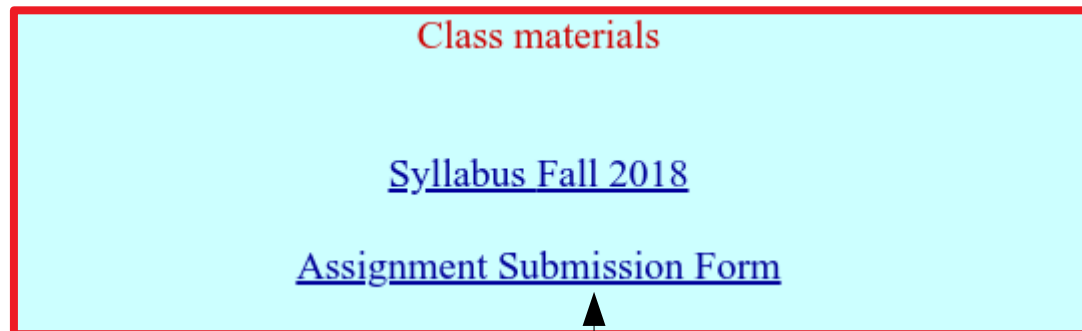 Class materials
Syllabus Fall 2018
Assignment Submission Form